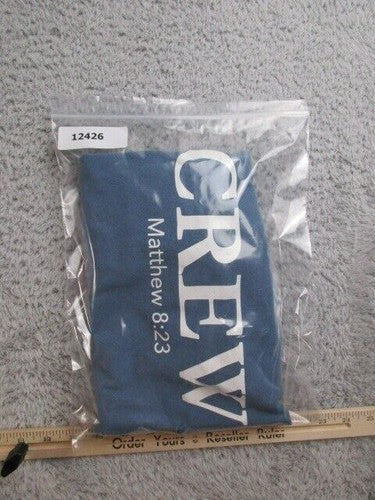 12426
CREW
Matthew 8:23
Order Yours @ Reseller Ruler